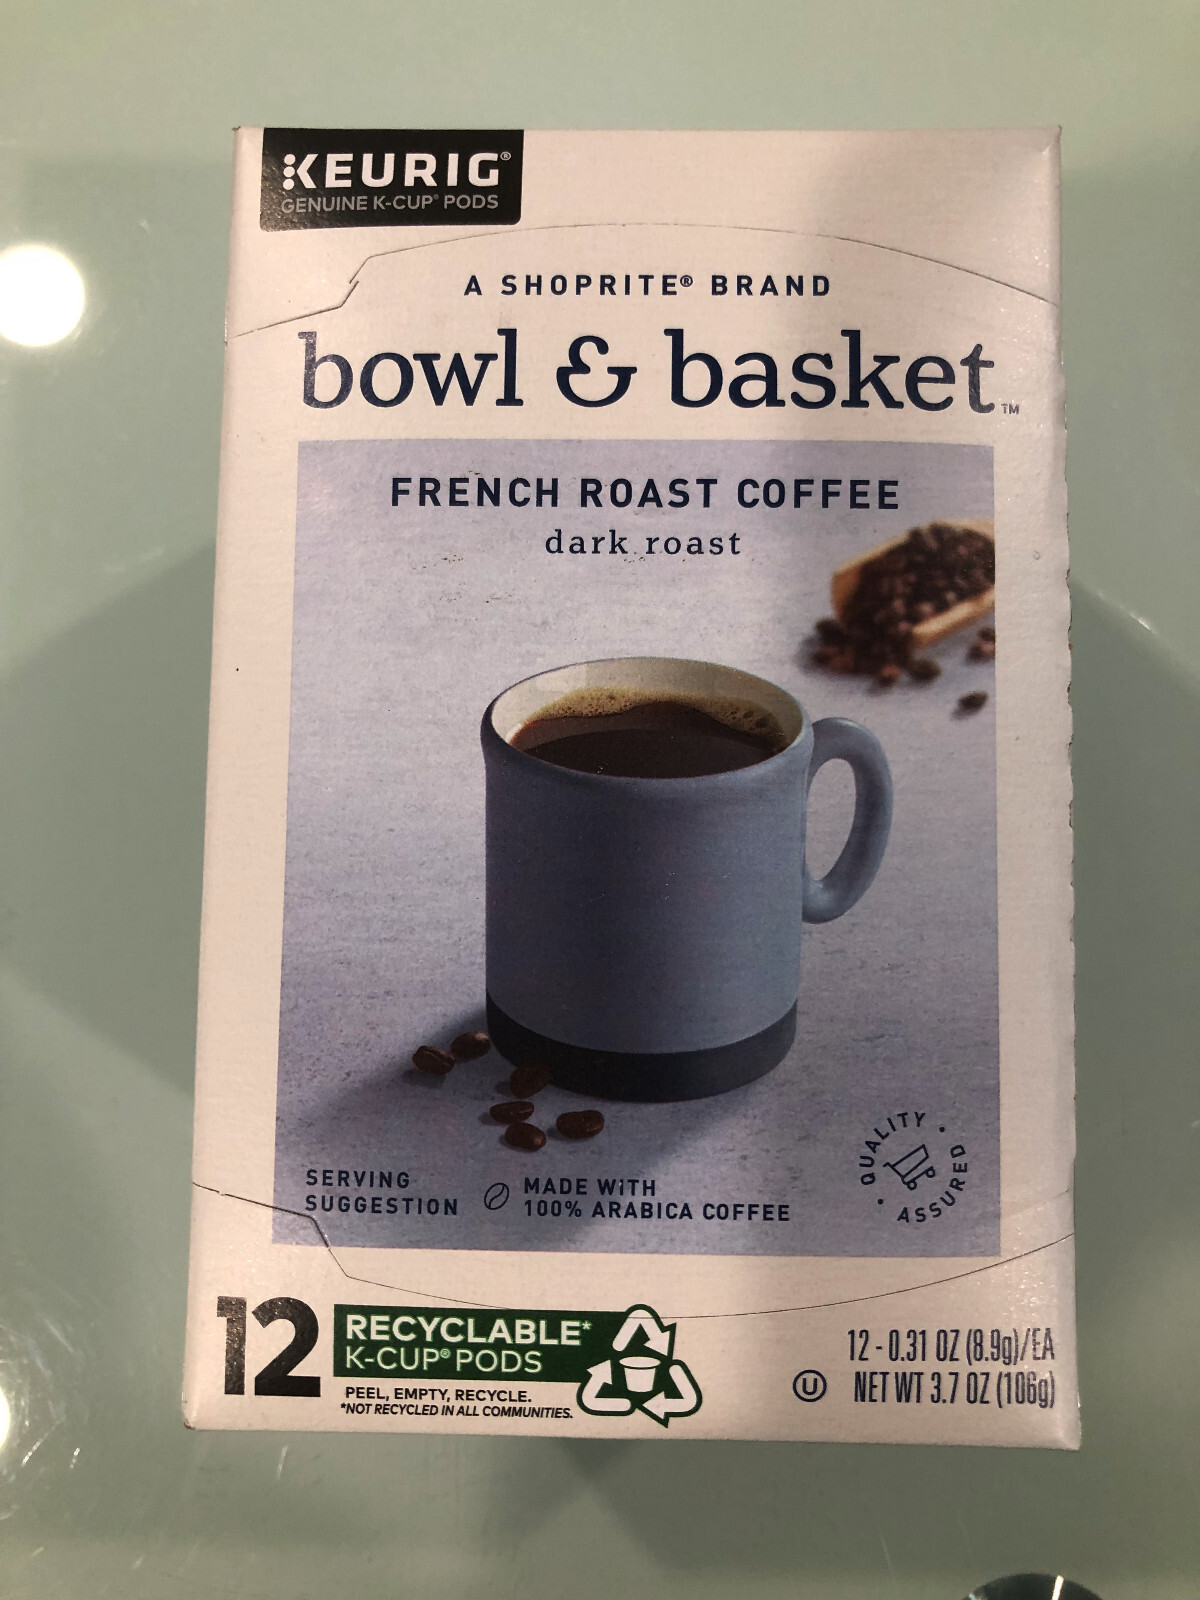 KEURIG®
GENUINE K-CUP® PODS
A SHOPRITE® BRAND
bowl & basket™
FRENCH ROAST COFFEE
dark roast
SERVING
SUGGESTION
MADE WITH
100% ARABICA COFFEE
QUALITY • ASSURED •
12
RECYCLABLE*
K-CUP® PODS
PEEL, EMPTY, RECYCLE.
*NOT RECYCLED IN ALL COMMUNITIES.
12 - 0.31 OZ (8.9g)/EA
U NET WT 3.7 OZ (106g)